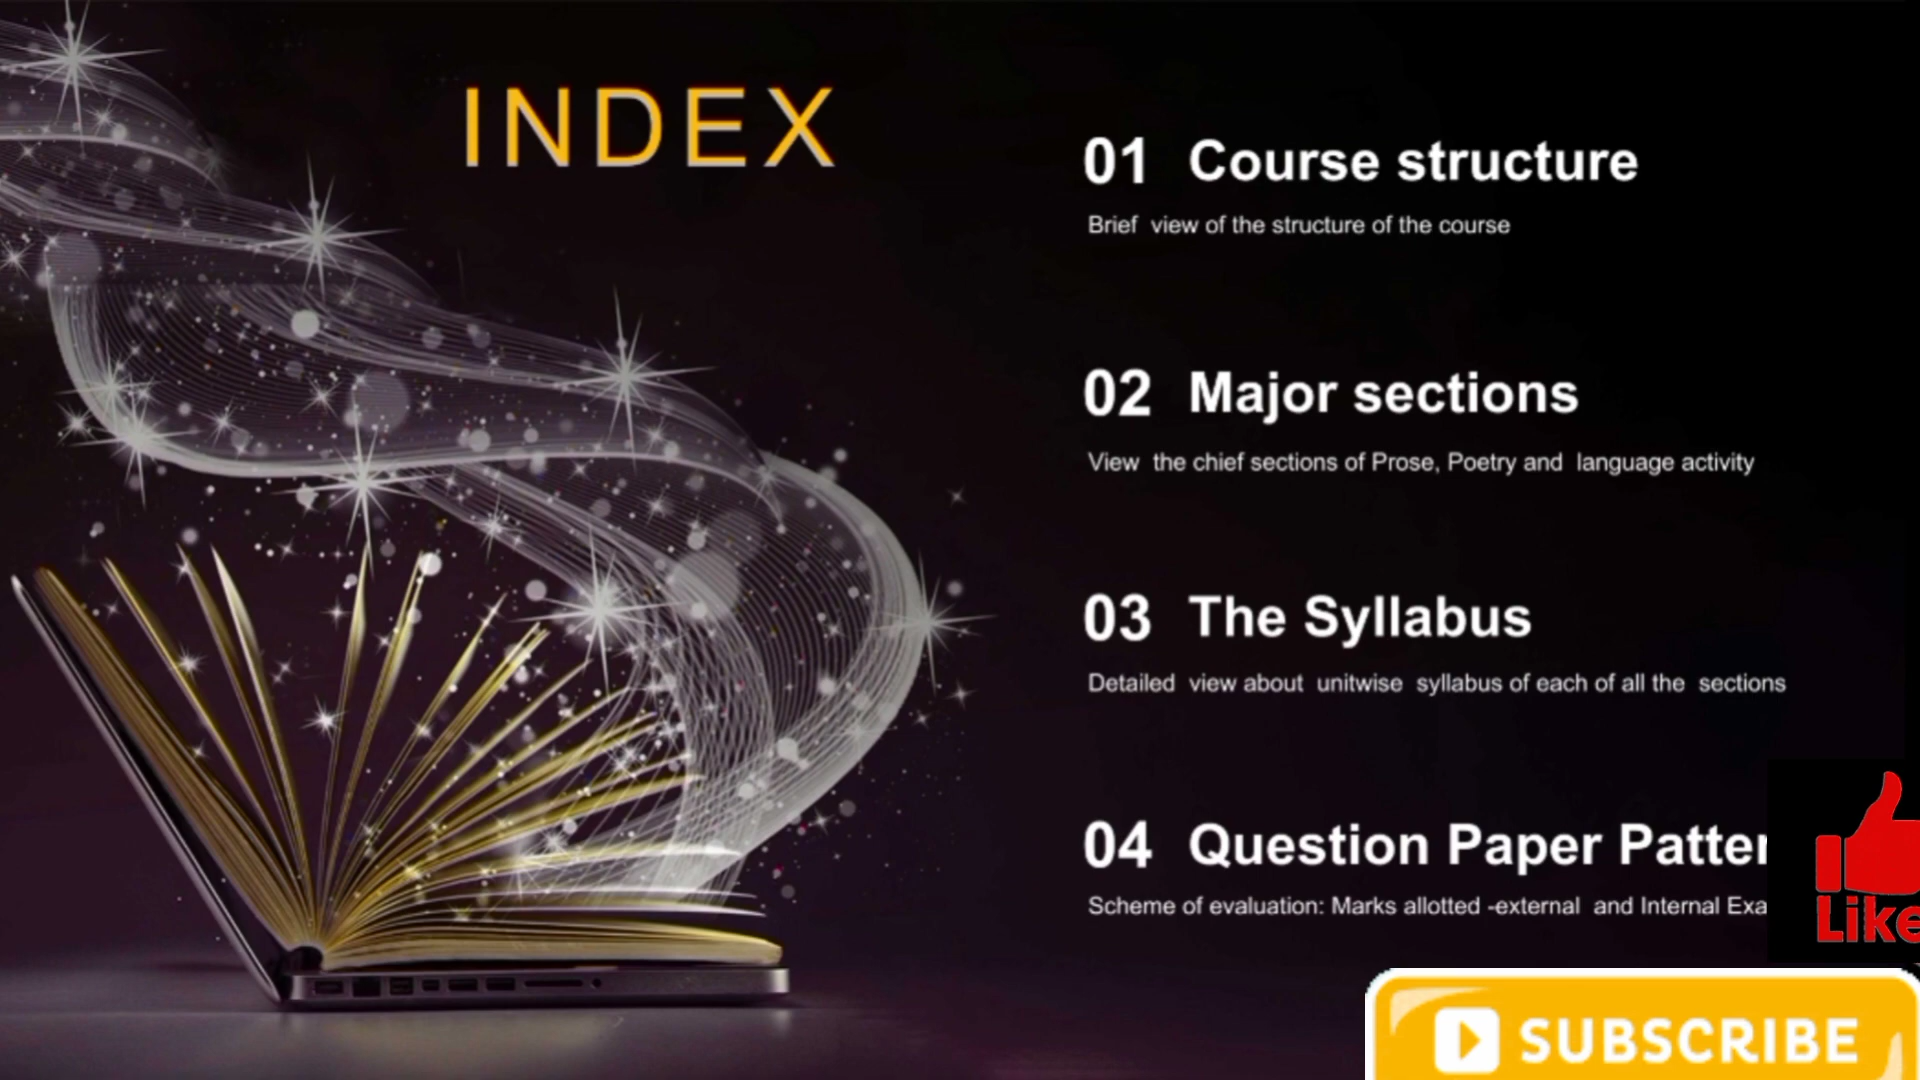 INDEX
01 Course structure
Brief view of the structure of the course
02 Major sections
View the chief sections of Prose, Poetry and language activity
03 The Syllabus
Detailed view about unitwise syllabus of each of all the sections
04 Question Paper Patter
Scheme of evaluation: Marks allotted -external and Internal Exa
Like
SUBSCRIBE